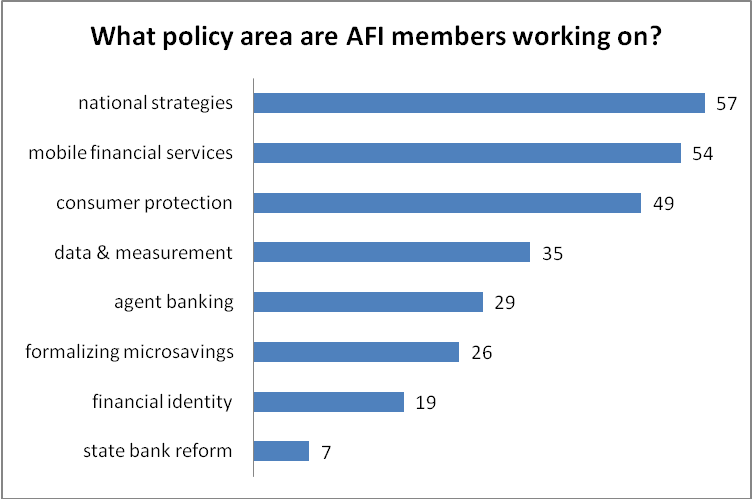 What policy area are AFI members working on?
national strategies 57
mobile financial services 54
consumer protection 49
data & measurement 35
agent banking 29
formalizing microsavings 26
financial identity 19
state bank reform 7